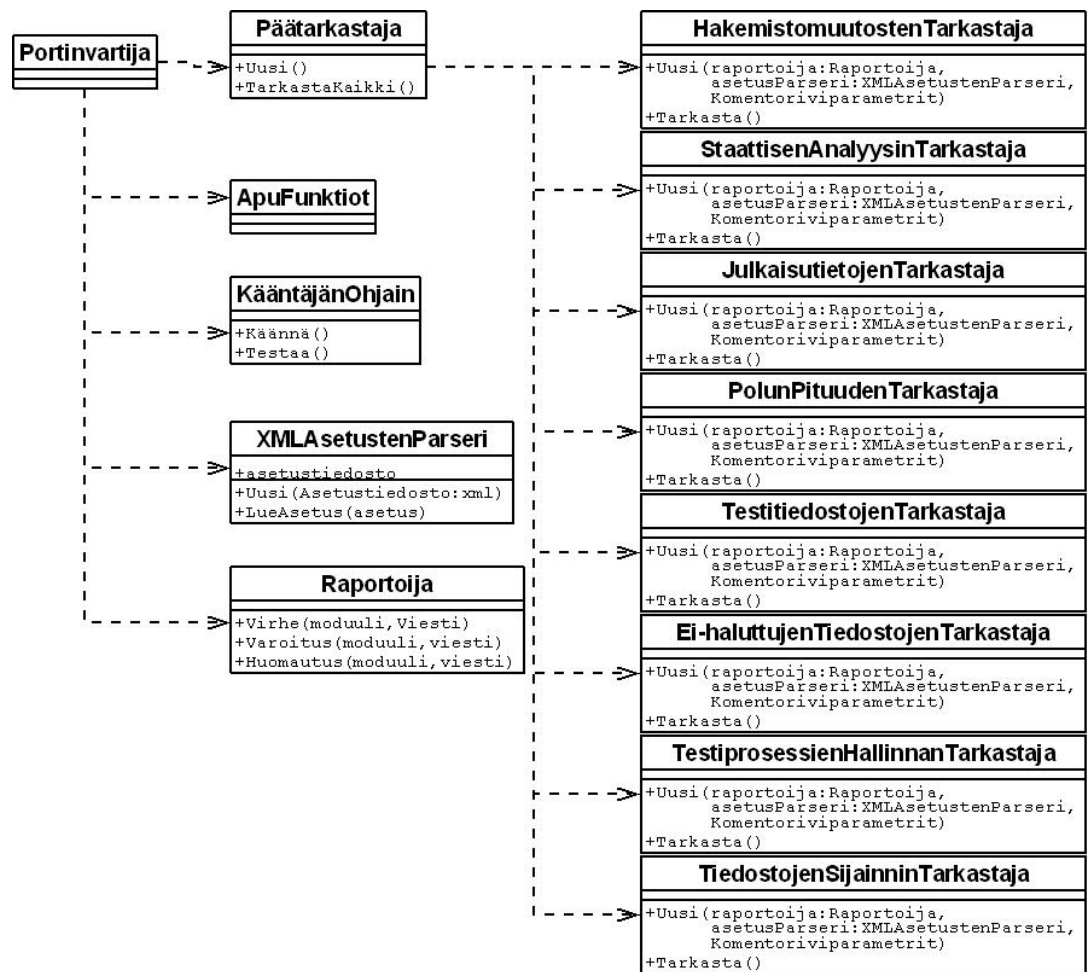 Portinvartija
Päätarkastaja
+Uusi()
+TarkastaKaikki()
ApuFunktiot
KääntäjänOhjain
+Käännä()
+Testaa()
XMLAsetustenParseri
+asetustiedosto
+Uusi(Asetustiedosto:xml)
+LueAsetus(asetus)
Raportoija
+Virhe(moduuli,Viesti)
+Varoitus(moduuli,viesti)
+Huomautus(moduuli,viesti)
HakemistomuutostenTarkastaja
+Uusi(raportoija:Raportoija,
asetusParseri:XMLAsetustenParseri,
Komentoriviparametrit)
+Tarkasta()
StaattisenAnalyysinTarkastaja
+Uusi(raportoija:Raportoija,
asetusParseri:XMLAsetustenParseri,
Komentoriviparametrit)
+Tarkasta()
JulkaisutietojenTarkastaja
+Uusi(raportoija:Raportoija,
asetusParseri:XMLAsetustenParseri,
Komentoriviparametrit)
+Tarkasta()
PolunPituudenTarkastaja
+Uusi(raportoija:Raportoija,
asetusParseri:XMLAsetustenParseri,
Komentoriviparametrit)
+Tarkasta()
TestitiedostojenTarkastaja
+Uusi(raportoija:Raportoija,
asetusParseri:XMLAsetustenParseri,
Komentoriviparametrit)
+Tarkasta()
Ei-haluttujenTiedostojenTarkastaja
+Uusi(raportoija:Raportoija,
asetusParseri:XMLAsetustenParseri,
Komentoriviparametrit)
+Tarkasta()
TestiprosessienHallinnanTarkastaja
+Uusi(raportoija:Raportoija,
asetusParseri:XMLAsetustenParseri,
Komentoriviparametrit)
+Tarkasta()
TiedostojenSijainninTarkastaja
+Uusi(raportoija:Raportoija,
asetusParseri:XMLAsetustenParseri,
Komentoriviparametrit)
+Tarkasta()